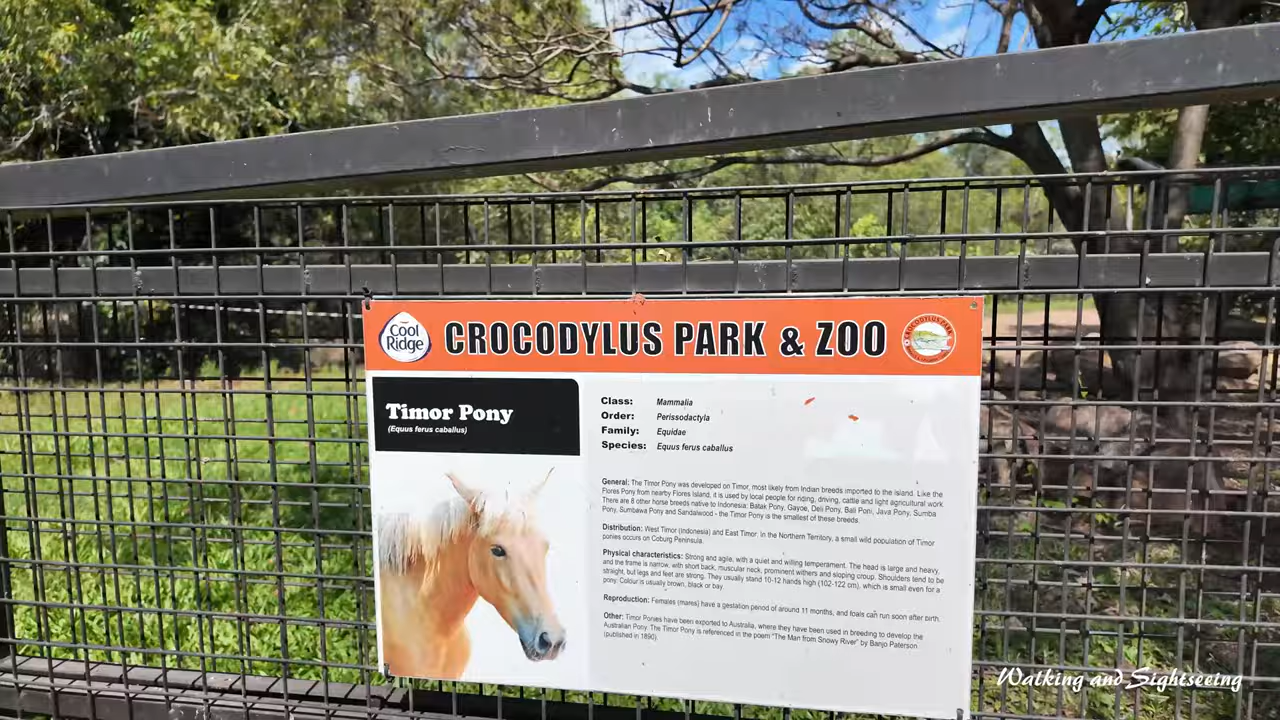 Cool
Ridge
CROCODYLUS PARK & ZOO
CROCODYLUS PARK
Timor Pony
(Equus ferus caballus)
Class: Mammalia
Order: Perissodactyla
Family: Equidae
Species: Equus ferus caballus
General: The Timor Pony was developed on Timor, most likely from Indian breeds imported to the island. Like the
Flores Pony from nearby Flores Island, it is used by local people for riding, driving, cattle and light agricultural work.
There are 8 other horse breeds native to Indonesia: Batak Pony, Gayoe, Deli Pony, Bali Poni, Java Pony, Sumba
Pony, Sumbawa Pony and Sandalwood - the Timor Pony is the smallest of these breeds.
Distribution: West Timor (Indonesia) and East Timor. In the Northern Territory, a small wild population of Timor
ponies occurs on Coburg Peninsula.
Physical characteristics: Strong and agile, with a quiet and willing temperament. The head is large and heavy,
and the frame is narrow, with short back, muscular neck, prominent withers and sloping croup. Shoulders tend to be
straight, but legs and feet are strong. They usually stand 10-12 hands high (102-122 cm), which is small even for a
pony. Colour is usually brown, black or bay.
Reproduction: Females (mares) have a gestation period of around 11 months, and foals can run soon after birth.
Other: Timor Ponies have been exported to Australia, where they have been used in breeding to develop the
Australian Pony. The Timor Pony is referenced in the poem "The Man from Snowy River" by Banjo Paterson
(published in 1890).
Walking and Sightseeing